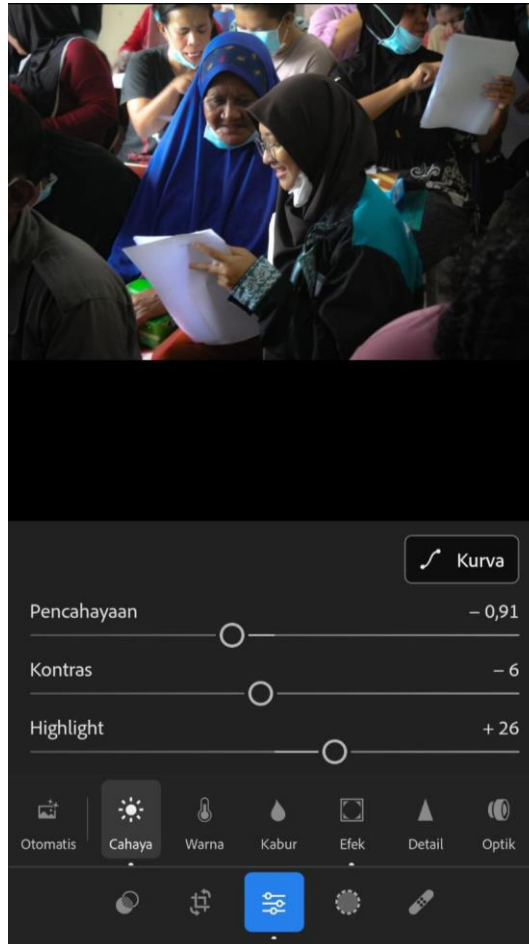 Kurva
Pencahayaan − 0,91
Kontras − 6
Highlight + 26
Otomatis Cahaya Warna Kabur Efek Detail Optik